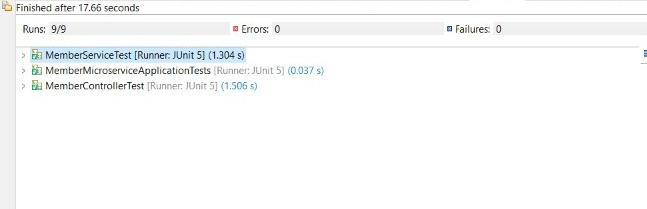 Finished after 17.66 seconds
Runs: 9/9 Errors: 0 Failures: 0
MemberServiceTest [Runner: JUnit 5] (1.304 s)
MemberMicroserviceApplicationTests [Runner: JUnit 5] (0.037 s)
MemberControllerTest [Runner: JUnit 5] (1.506 s)